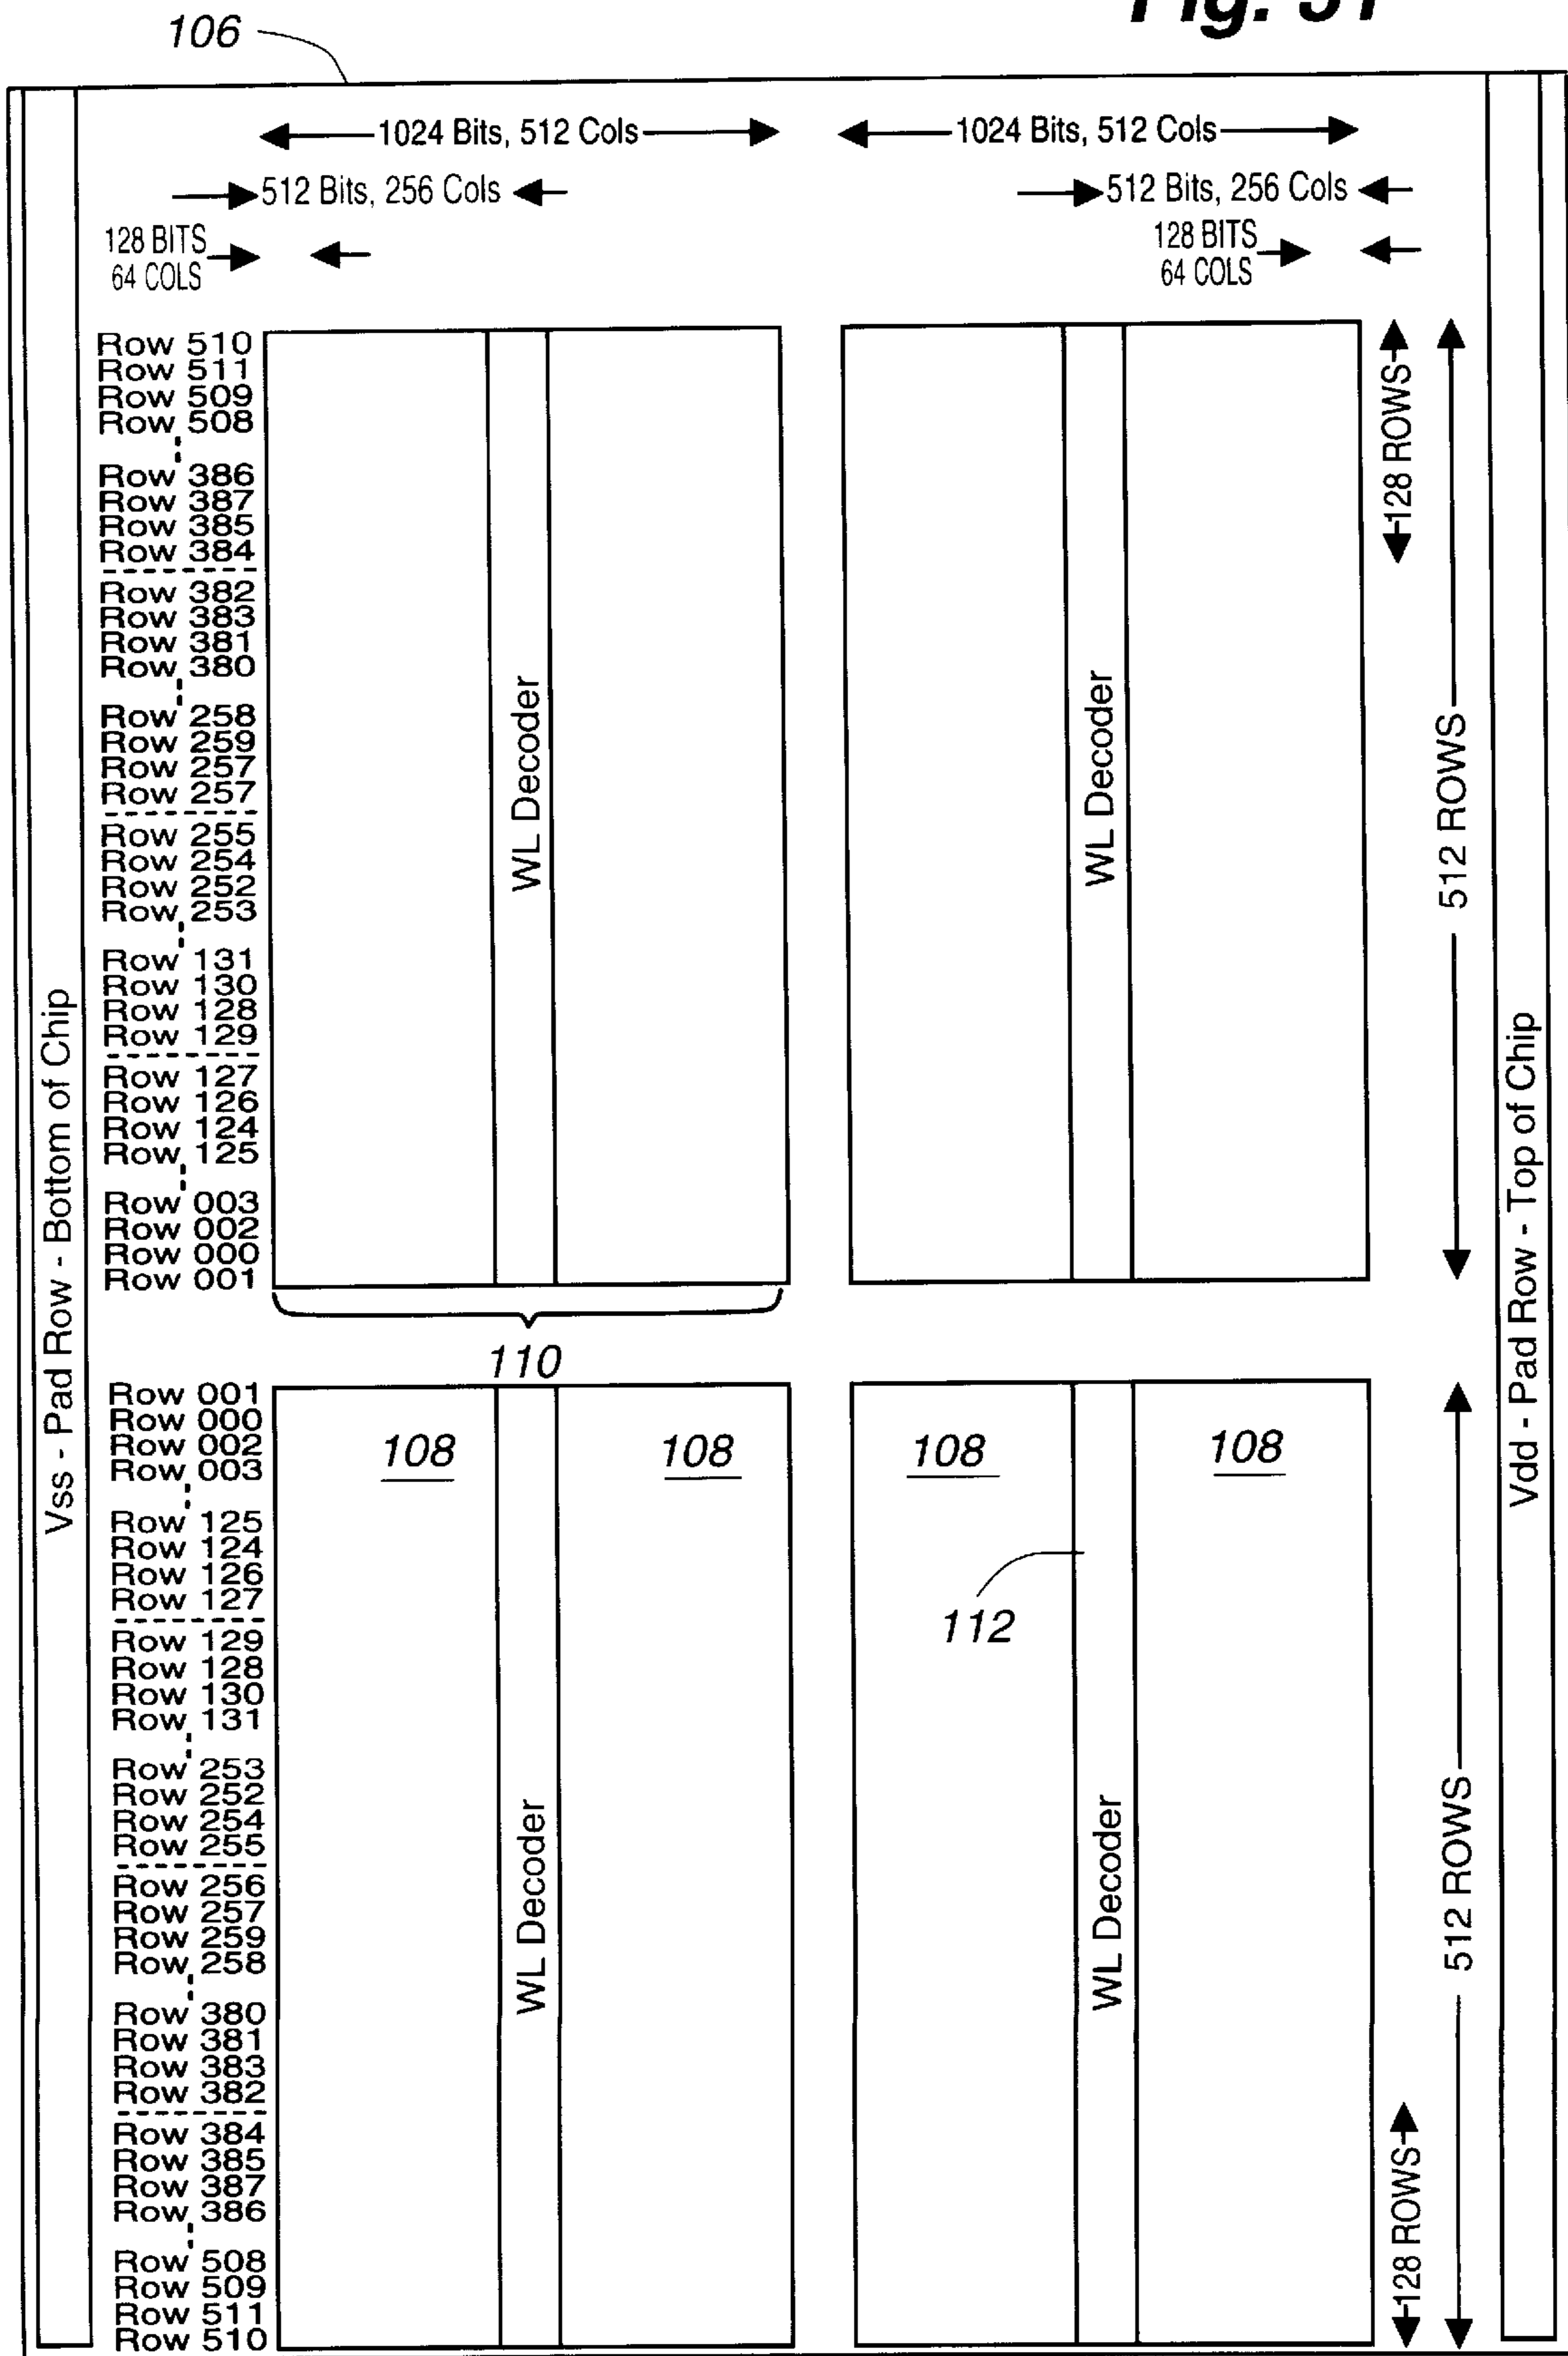 Fig. 51
106
1024 Bits, 512 Cols
1024 Bits, 512 Cols
512 Bits, 256 Cols
512 Bits, 256 Cols
128 BITS
64 COLS
128 BITS
64 COLS
Row 510
Row 511
Row 509
Row 508
Row 386
Row 387
Row 385
Row 384
Row 382
Row 383
Row 381
Row 380
Row 258
Row 259
Row 257
Row 257
Row 255
Row 254
Row 252
Row 253
Row 131
Row 130
Row 128
Row 129
Row 127
Row 126
Row 124
Row 125
Row 003
Row 002
Row 000
Row 001
WL Decoder
WL Decoder
128 ROWS
512 ROWS
Vss - Pad Row - Bottom of Chip
Vdd - Pad Row - Top of Chip
110
Row 001
Row 000
Row 002
Row 003
Row 125
Row 124
Row 126
Row 127
Row 129
Row 128
Row 130
Row 131
Row 253
Row 252
Row 254
Row 255
Row 256
Row 257
Row 259
Row 258
Row 380
Row 381
Row 383
Row 382
Row 384
Row 385
Row 387
Row 386
Row 508
Row 509
Row 511
Row 510
108
108
108
108
112
WL Decoder
WL Decoder
128 ROWS
512 ROWS